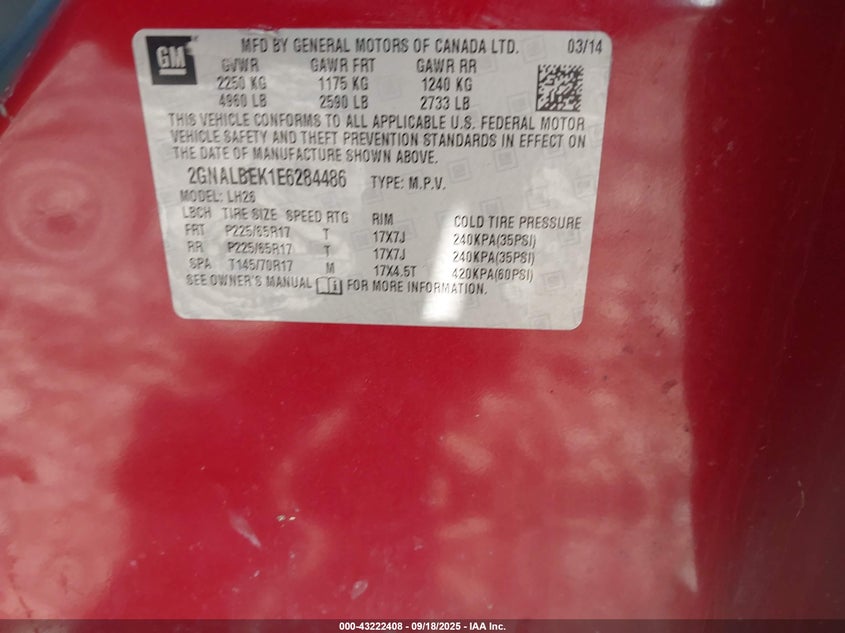 GM
MFD BY GENERAL MOTORS OF CANADA LTD. 03/14
GVWR GAWR FRT GAWR RR
2250 KG 1175 KG 1240 KG
4960 LB 2590 LB 2733 LB
THIS VEHICLE CONFORMS TO ALL APPLICABLE U.S. FEDERAL MOTOR
VEHICLE SAFETY AND THEFT PREVENTION STANDARDS IN EFFECT ON
THE DATE OF MANUFACTURE SHOWN ABOVE.
2GNALBEK1E6284486 TYPE: M.P.V.
MODEL: LH26
LBCH TIRE SIZE SPEED RTG RIM COLD TIRE PRESSURE
FRT P225/65R17 T 17X7J 240KPA(35PSI)
RR P225/65R17 T 17X7J 240KPA(35PSI)
SPA T145/70R17 M 17X4.5T 420KPA(60PSI)
SEE OWNER'S MANUAL FOR MORE INFORMATION.
000-43222408 - 09/18/2025 - IAA Inc.